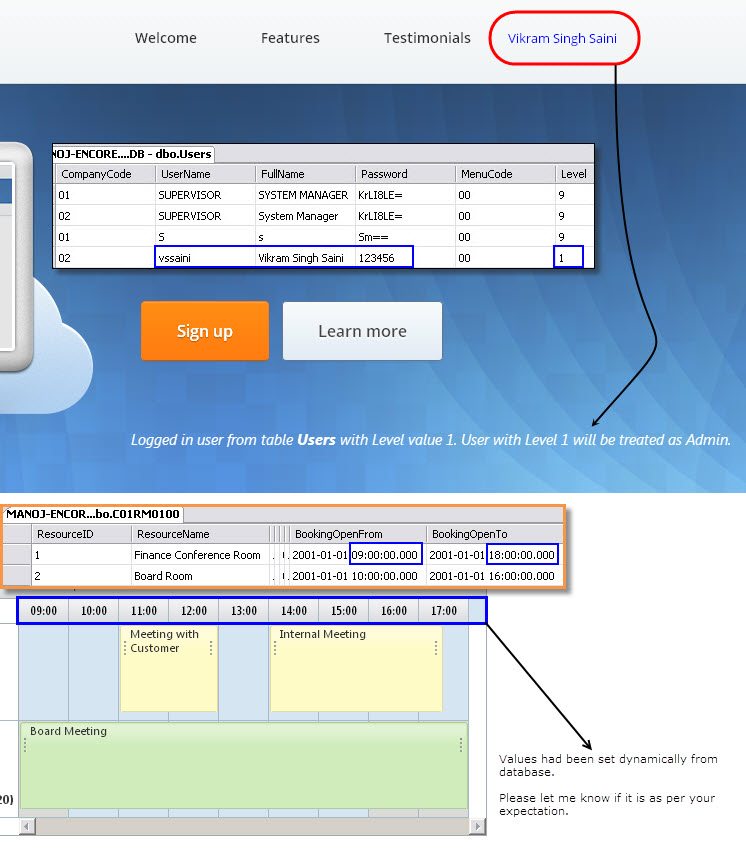 Welcome Features Testimonials Vikram Singh Saini
NOJ-ENCORE....DB - dbo.Users
CompanyCode UserName FullName Password MenuCode Level
01 SUPERVISOR SYSTEM MANAGER KrLI8LE= 00 9
02 SUPERVISOR System Manager KrLI8LE= 00 9
01 S s Sm== 00 9
02 vssaini Vikram Singh Saini 123456 00 1
Sign up Learn more
Logged in user from table Users with Level value 1. User with Level 1 will be treated as Admin.
MANOJ-ENCOR...bo.C01RM0100
ResourceID ResourceName BookingOpenFrom BookingOpenTo
1 Finance Conference Room 2001-01-01 09:00:00.000 2001-01-01 18:00:00.000
2 Board Room 2001-01-01 10:00:00.000 2001-01-01 16:00:00.000
09:00 10:00 11:00 12:00 13:00 14:00 15:00 16:00 17:00
Meeting with Internal Meeting
Customer
Board Meeting
Values had been set dynamically from
database.
20)
Please let me know if it is as per your
expectation.